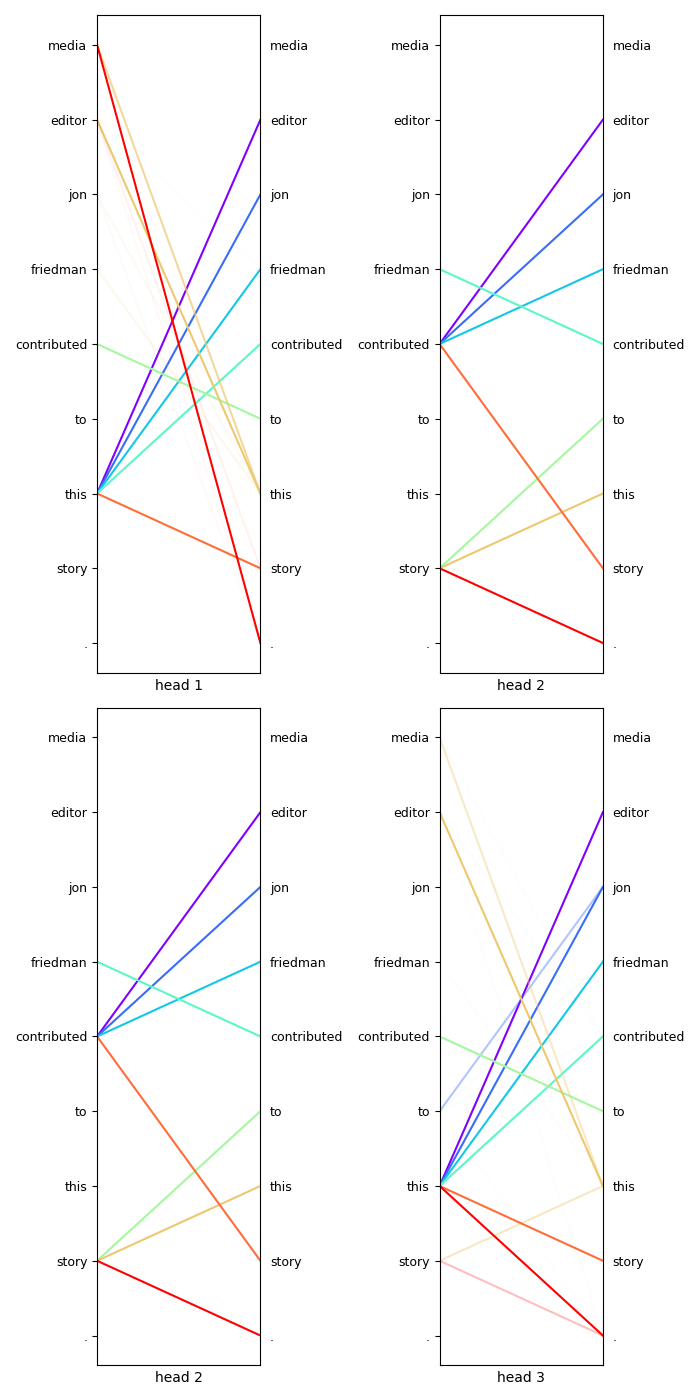 media media media media
editor editor editor editor
jon jon jon jon
friedman friedman friedman friedman
contributed contributed contributed contributed
to to to to
this this this this
story story story story
. . . .
head 1 head 2
media media media media
editor editor editor editor
jon jon jon jon
friedman friedman friedman friedman
contributed contributed contributed contributed
to to to to
this this this this
story story story story
. . . .
head 2 head 3